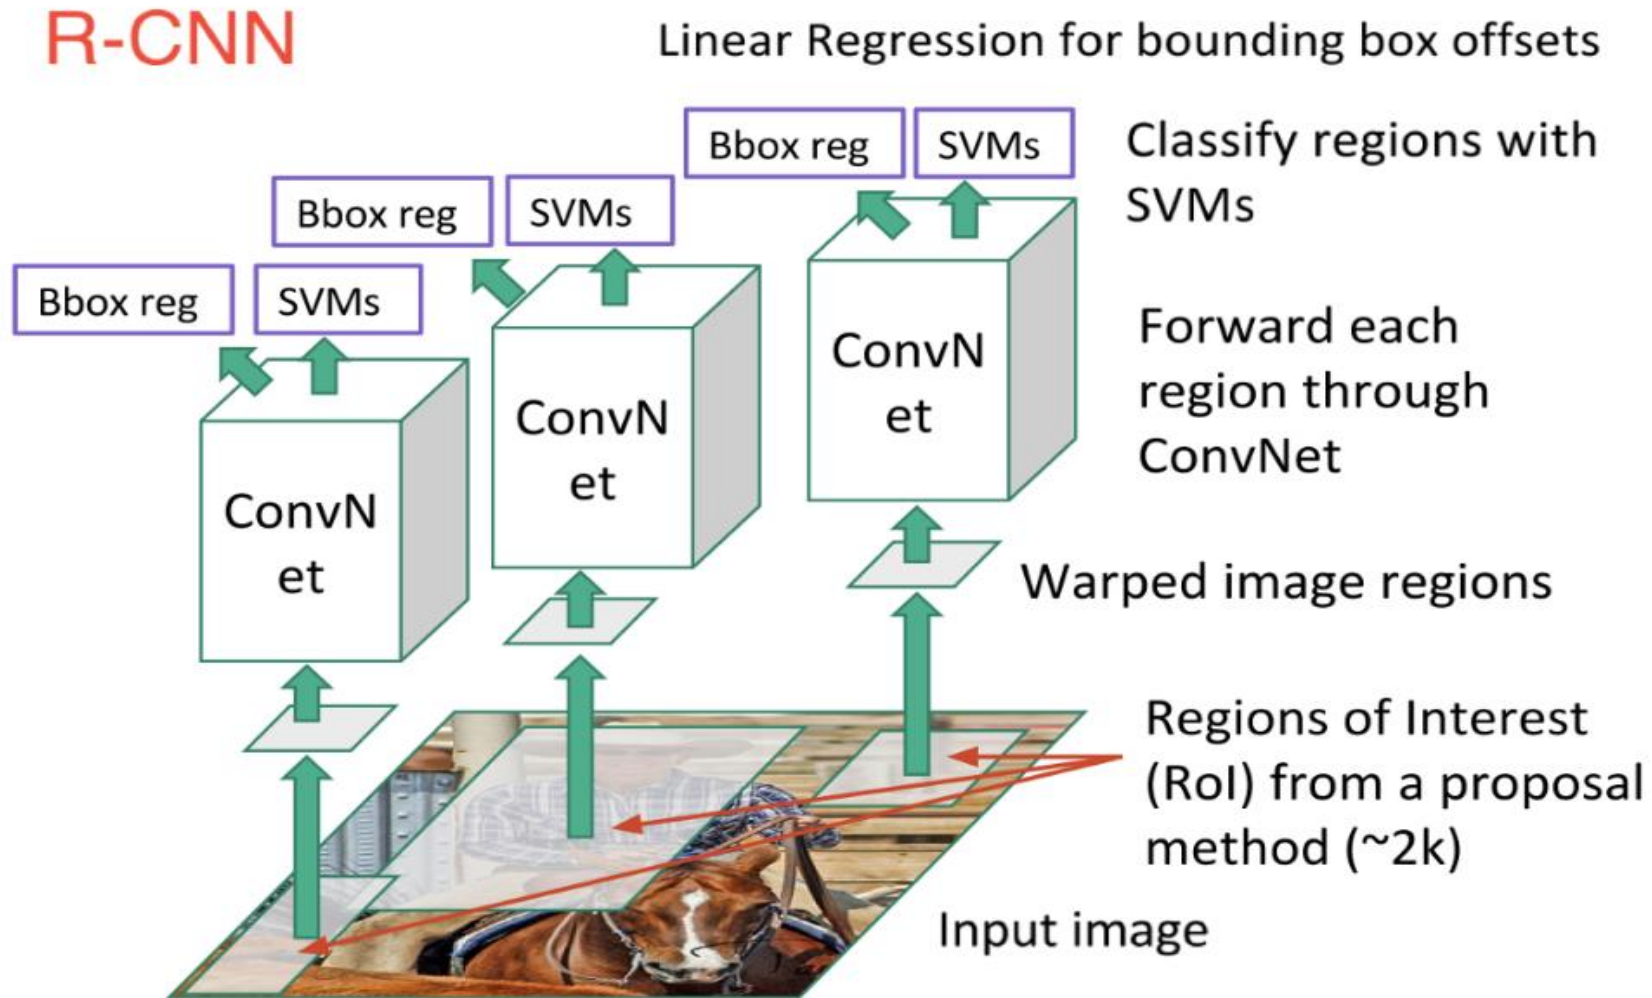 R-CNN
Linear Regression for bounding box offsets
Bbox reg
SVMs
Classify regions with
SVMs
Bbox reg
SVMs
Bbox reg
SVMs
ConvN
et
Forward each
region through
ConvNet
ConvN
et
ConvN
et
Warped image regions
Regions of Interest
(RoI) from a proposal
method (~2k)
Input image